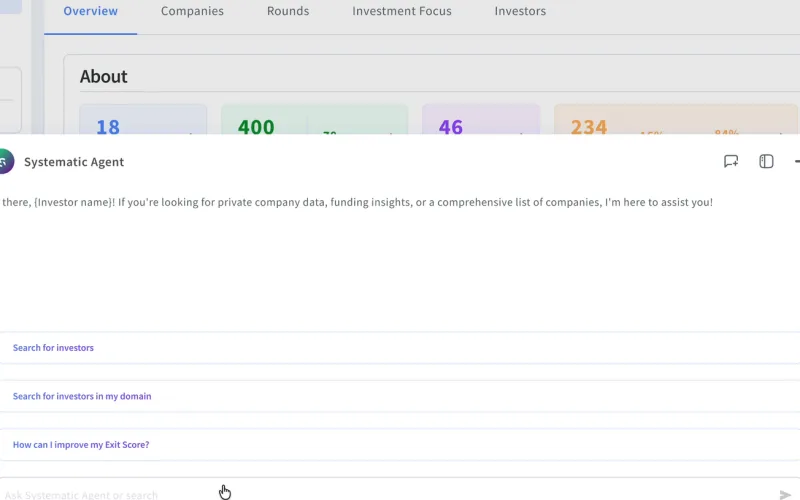 Overview Companies Rounds Investment Focus Investors
About
18 400 46 234
Systematic Agent
there, {Investor name}! If you're looking for private company data, funding insights, or a comprehensive list of companies, I'm here to assist you!
Search for investors
Search for investors in my domain
How can I improve my Exit Score?
Ask Systematic Agent or search